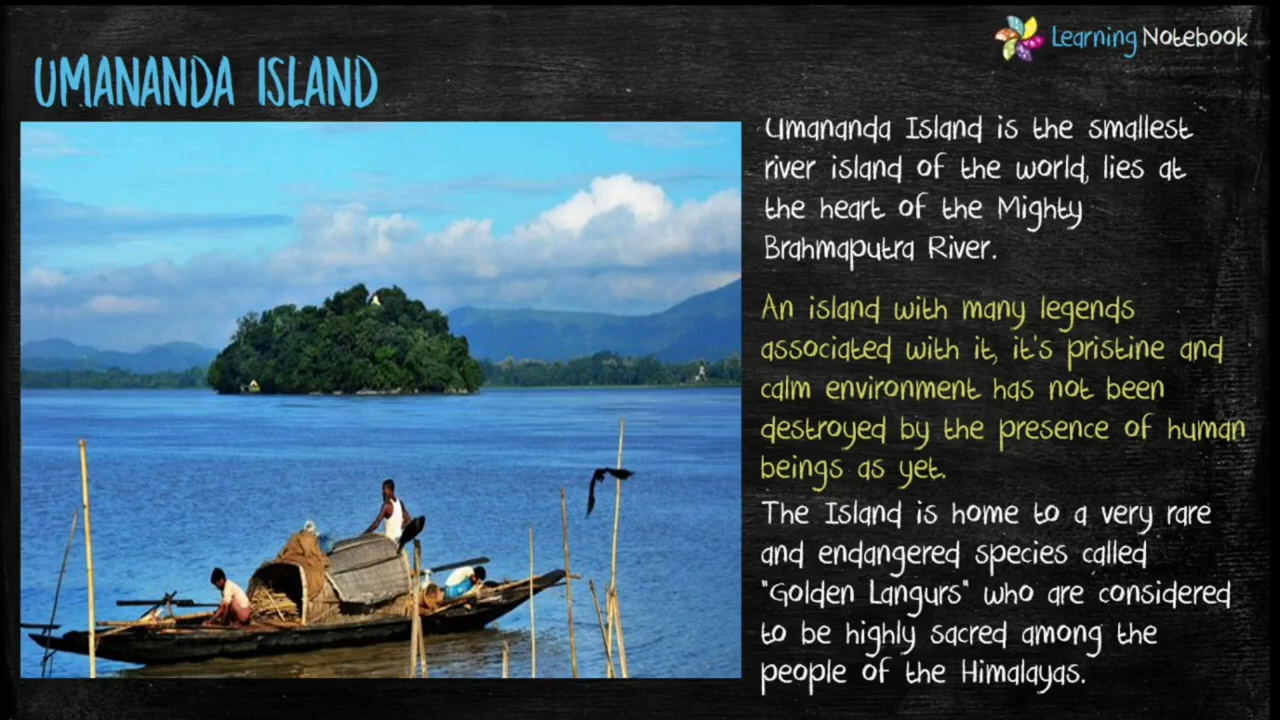 Learning Notebook
UMANANDA ISLAND
Umananda Island is the smallest
river island of the world, lies at
the heart of the Mighty
Brahmaputra River.
An island with many legends
associated with it, it's pristine and
calm environment has not been
destroyed by the presence of human
beings as yet.
The Island is home to a very rare
and endangered species called
"Golden Langurs" who are considered
to be highly sacred among the
people of the Himalayas.